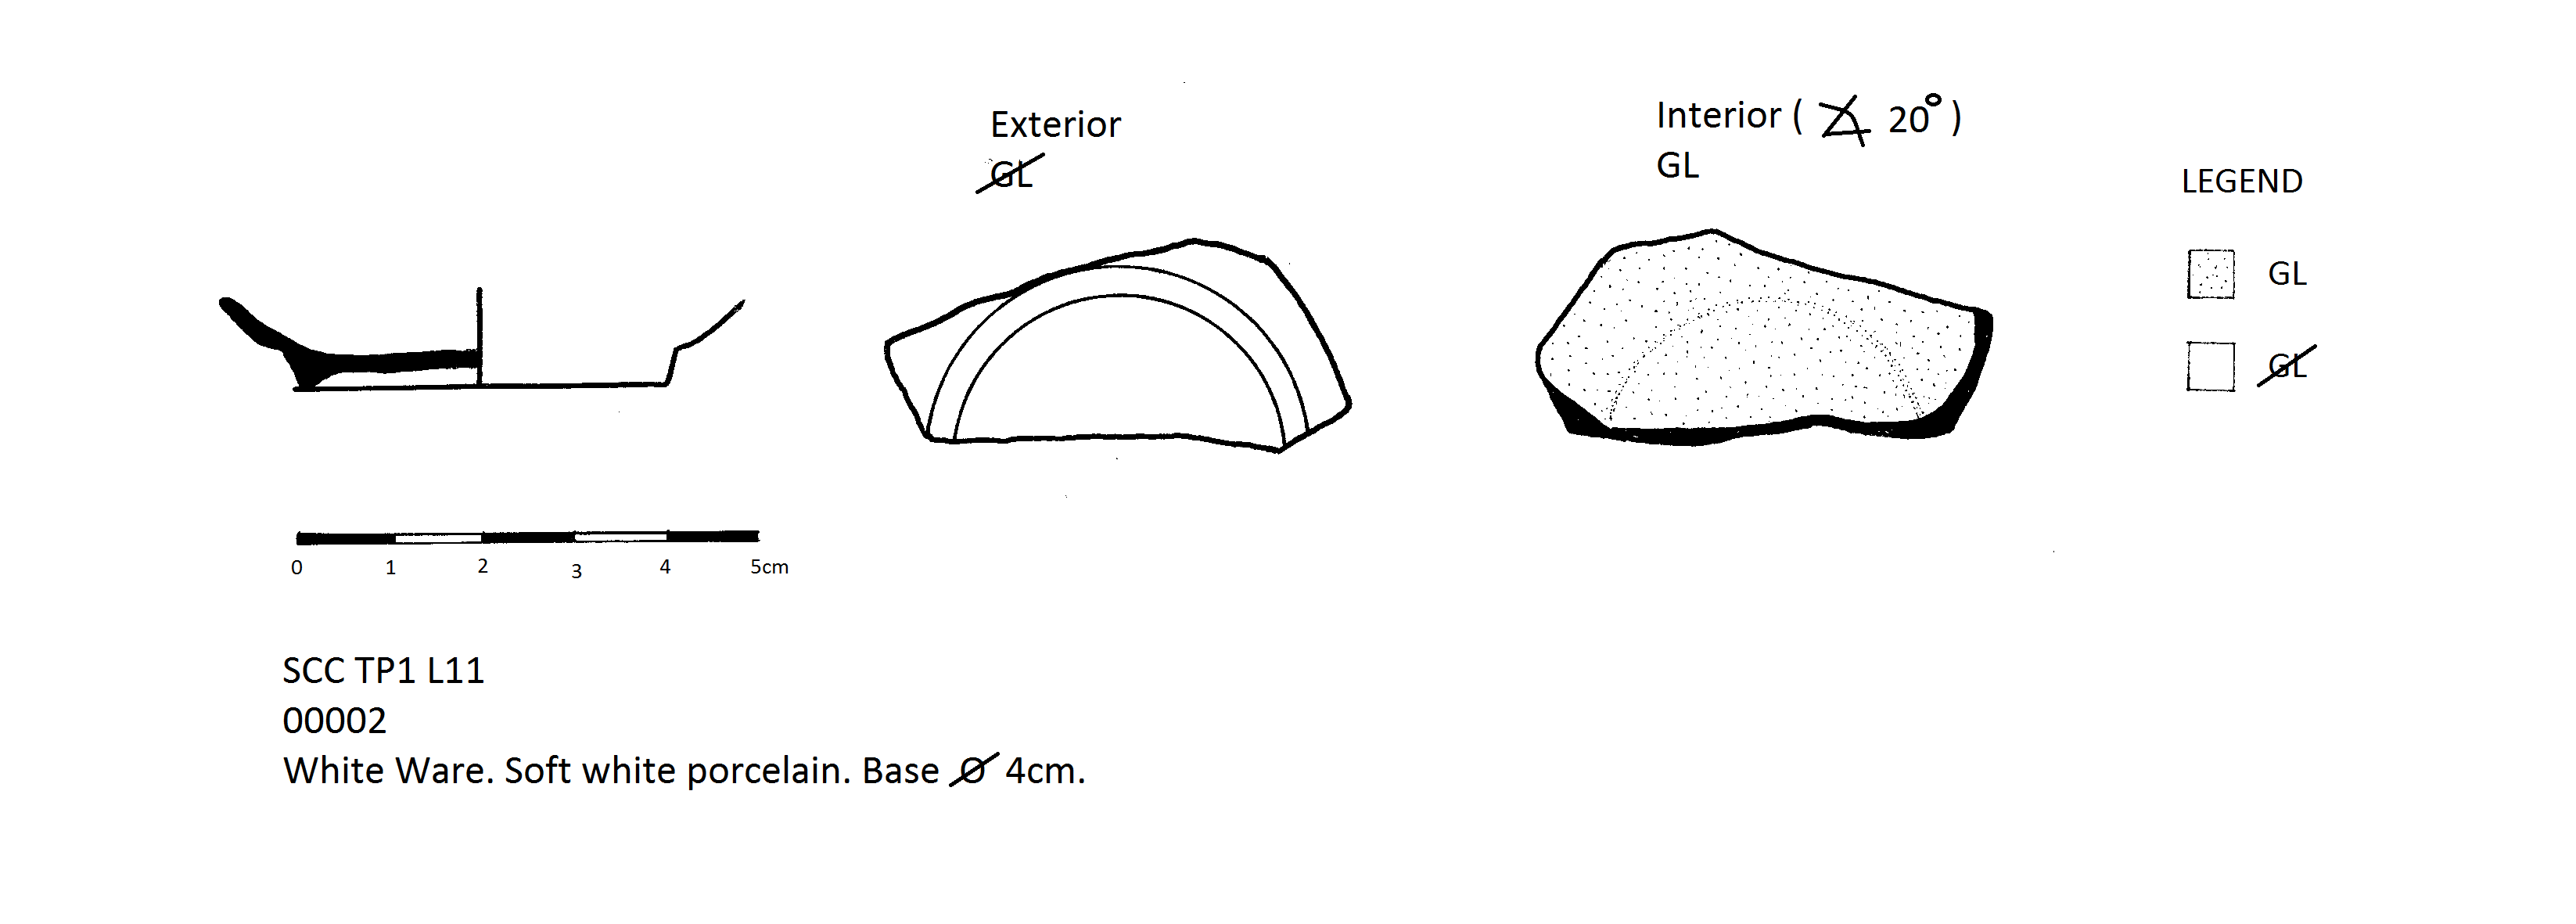 Exterior
GL
Interior ( ∡ 20° )
GL
LEGEND
GL
GL
0 1 2 3 4 5cm
SCC TP1 L11
00002
White Ware. Soft white porcelain. Base Ø 4cm.